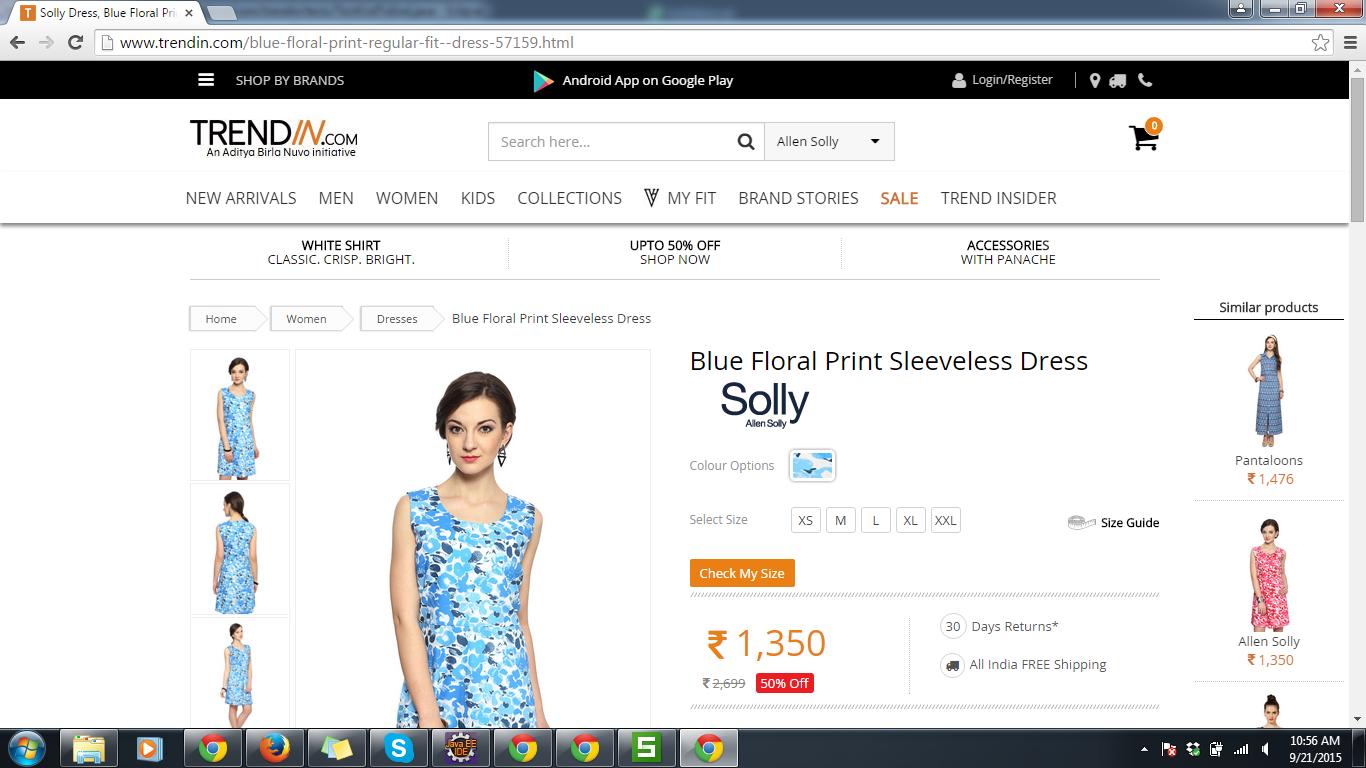 Solly Dress, Blue Floral Pri
www.trendin.com/blue-floral-print-regular-fit--dress-57159.html
SHOP BY BRANDS
Android App on Google Play
Login/Register
TRENDIN.COM
An Aditya Birla Nuvo initiative
Search here...
Allen Solly
0
NEW ARRIVALS MEN WOMEN KIDS COLLECTIONS MY FIT BRAND STORIES SALE TREND INSIDER
WHITE SHIRT
CLASSIC. CRISP. BRIGHT.
UPTO 50% OFF
SHOP NOW
ACCESSORIES
WITH PANACHE
Home Women Dresses Blue Floral Print Sleeveless Dress
Blue Floral Print Sleeveless Dress
Solly
Allen Solly
Colour Options
Select Size XS M L XL XXL
Size Guide
Check My Size
₹ 1,350
₹ 2,699 50% Off
30 Days Returns*
All India FREE Shipping
Similar products
Pantaloons
₹ 1,476
Allen Solly
₹ 1,350
Java EE
IDE
10:56 AM
9/21/2015